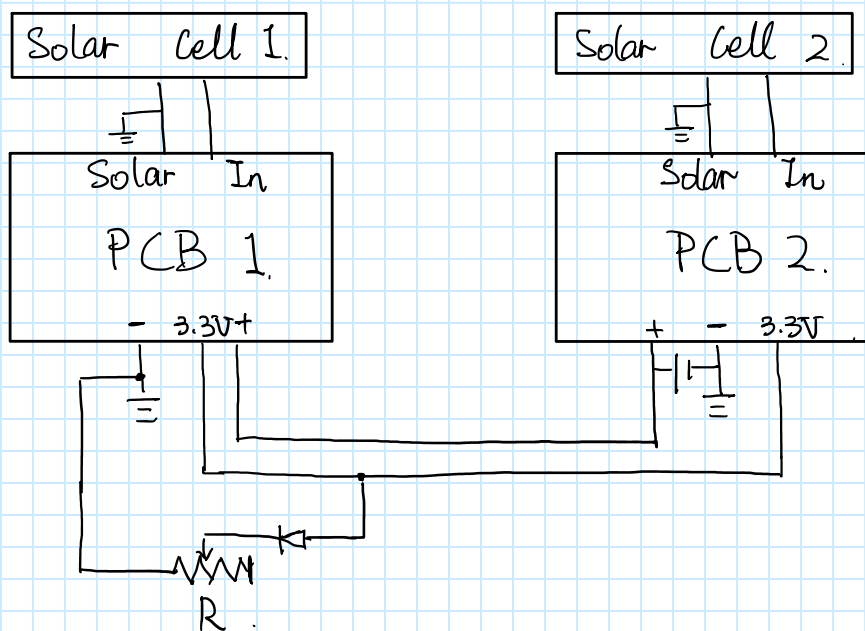 Solar Cell 1.
Solar Cell 2.
Solar In
PCB 1.
- 3.3V+
Solar In
PCB 2.
+ - 3.3V
R.